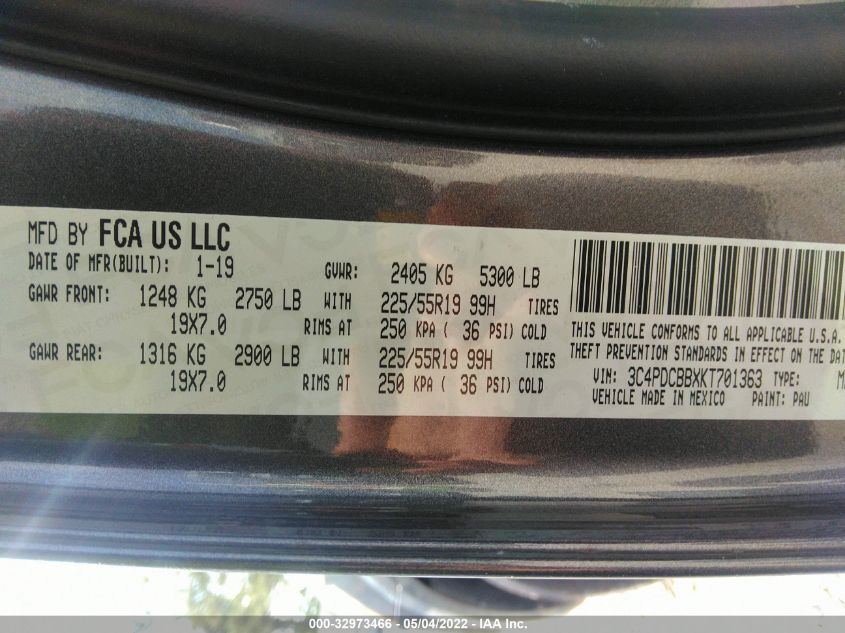 MFD BY FCA US LLC
DATE OF MFR(BUILT): 1-19 GVWR: 2405 KG 5300 LB
GAWR FRONT: 1248 KG 2750 LB WITH 225/55R19 99H TIRES
19X7.0 RIMS AT 250 KPA ( 36 PSI) COLD
GAWR REAR: 1316 KG 2900 LB WITH 225/55R19 99H TIRES
19X7.0 RIMS AT 250 KPA ( 36 PSI) COLD
THIS VEHICLE CONFORMS TO ALL APPLICABLE U.S.A.
THEFT PREVENTION STANDARDS IN EFFECT ON THE
VIN: 3C4PDCBBXKT701363 TYPE:
VEHICLE MADE IN MEXICO PAINT: PAU
000-32973466 - 05/04/2022 - IAA Inc.